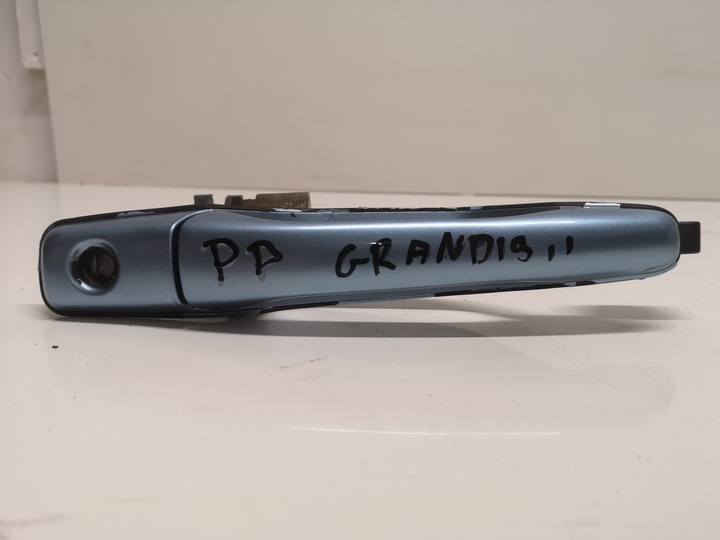 PP GRANDIS ,,